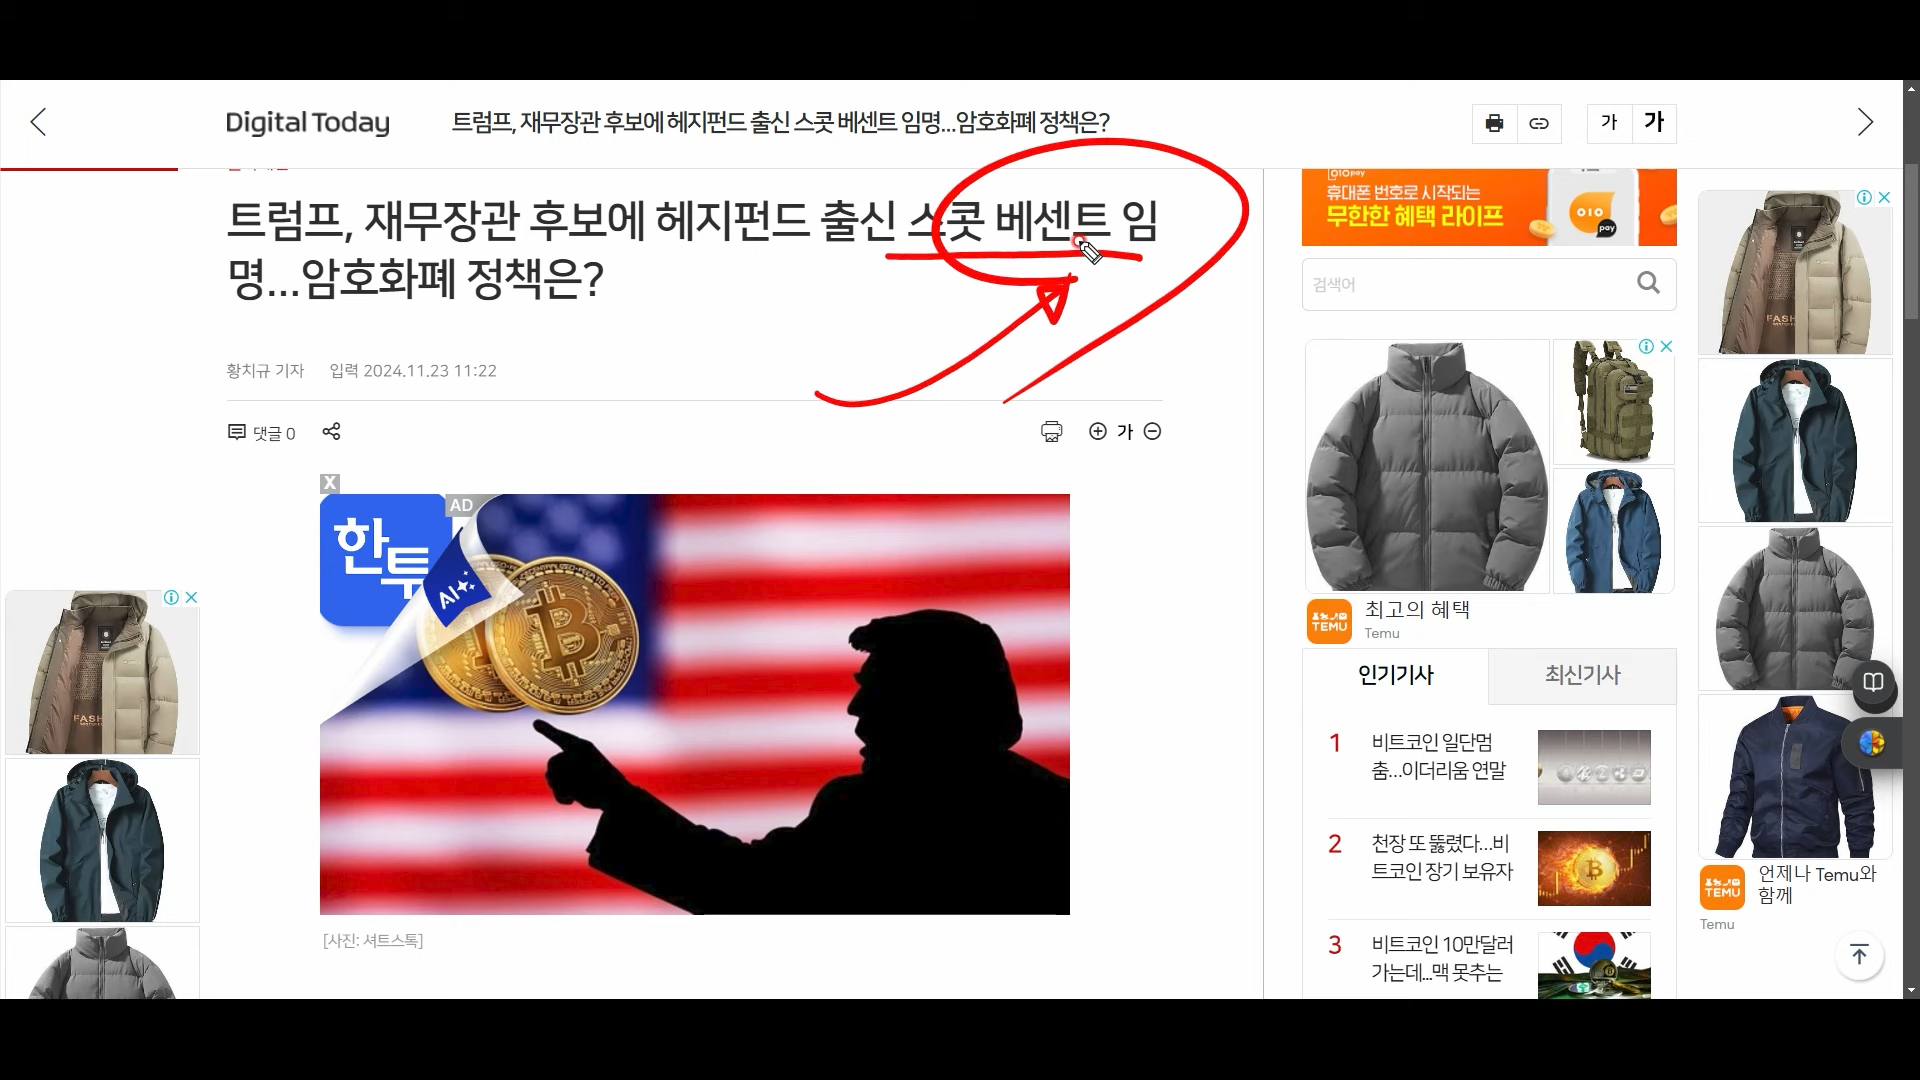 Digital Today
트럼프, 재무장관 후보에 헤지펀드 출신 스콧 베센트 임명...암호화폐 정책은?
가 가
트럼프, 재무장관 후보에 헤지펀드 출신 스콧 베센트 임
명...암호화폐 정책은?
황치규 기자 입력 2024.11.23 11:22
댓글 0
가
X
AD
한투
AI
[사진: 셔트스톡]
010 pay
휴대폰 번호로 시작되는
무한한 혜택 라이프
010
pay
검색어
TEMU
최고의 혜택
Temu
인기기사
최신기사
1 비트코인 일단멈
춤...이더리움 연말
2 천장 또 뚫렸다...비
트코인 장기 보유자
3 비트코인 10만달러
가는데...맥 못추는
FASH
FASH
TEMU
언제나 Temu와
함께
Temu